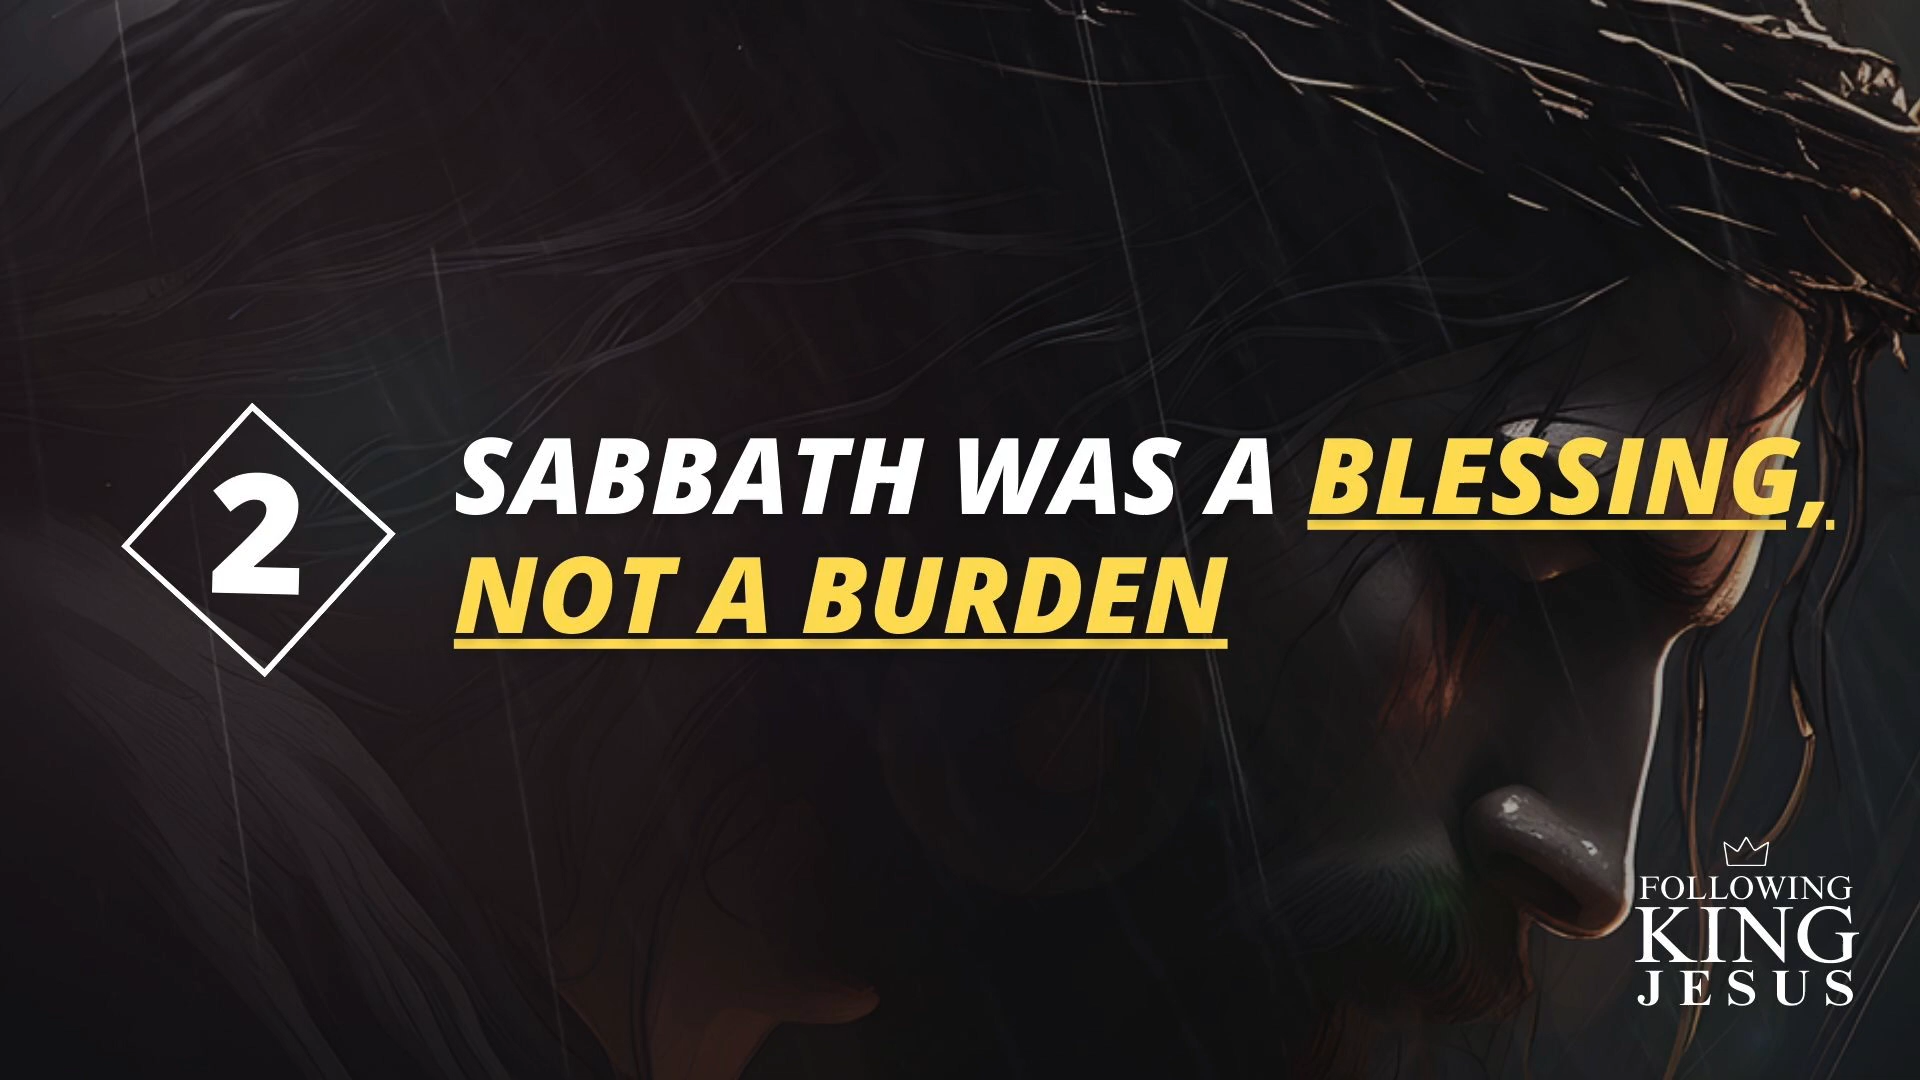 2
SABBATH WAS A BLESSING,
NOT A BURDEN
FOLLOWING
KING
JESUS